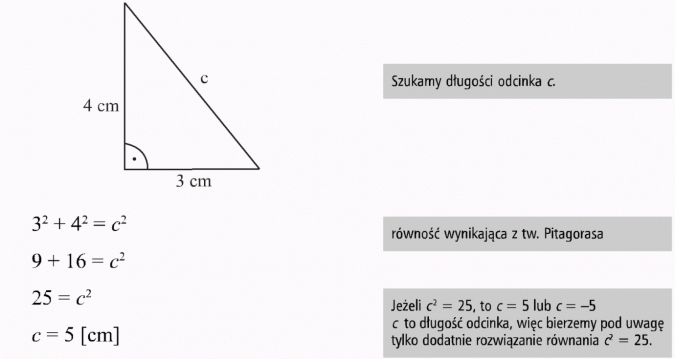 c
Szukamy długości odcinka c.
4 cm
3 cm
3² + 4² = c²
równość wynikająca z tw. Pitagorasa
9 + 16 = c²
25 = c²
Jeżeli c² = 25, to c = 5 lub c = –5
c to długość odcinka, więc bierzemy pod uwagę
tylko dodatnie rozwiązanie równania c² = 25.
c = 5 [cm]